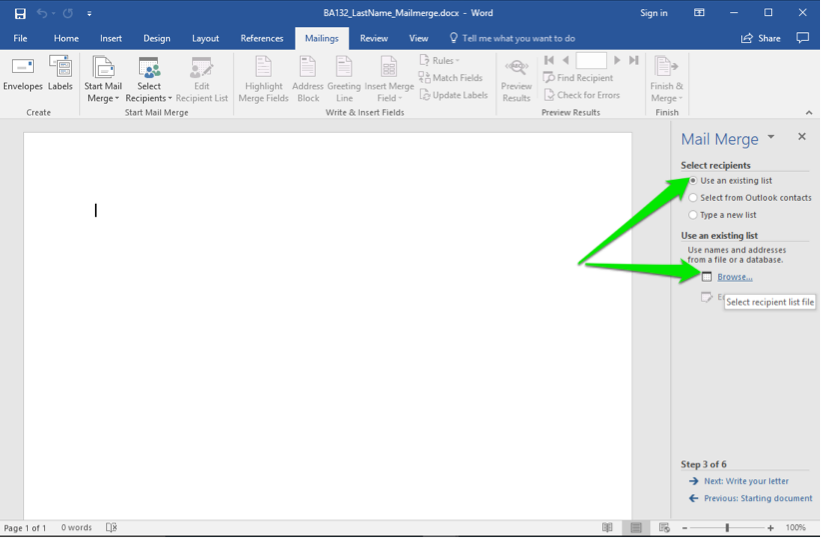 BA132_LastName_Mailmerge.docx - Word
Sign in
File Home Insert Design Layout References Mailings Review View Tell me what you want to do Share
Envelopes Labels
Create
Start Mail Merge
Select Recipients
Edit Recipient List
Start Mail Merge
Highlight Merge Fields
Address Block
Greeting Line
Insert Merge Field
Rules
Match Fields
Update Labels
Write & Insert Fields
Preview Results
Find Recipient
Check for Errors
Preview Results
Finish & Merge
Finish
Mail Merge
Select recipients
Use an existing list
Select from Outlook contacts
Type a new list
Use an existing list
Use names and addresses
from a file or a database.
Browse...
Select recipient list file
Step 3 of 6
Next: Write your letter
Previous: Starting document
Page 1 of 1 0 words 100%